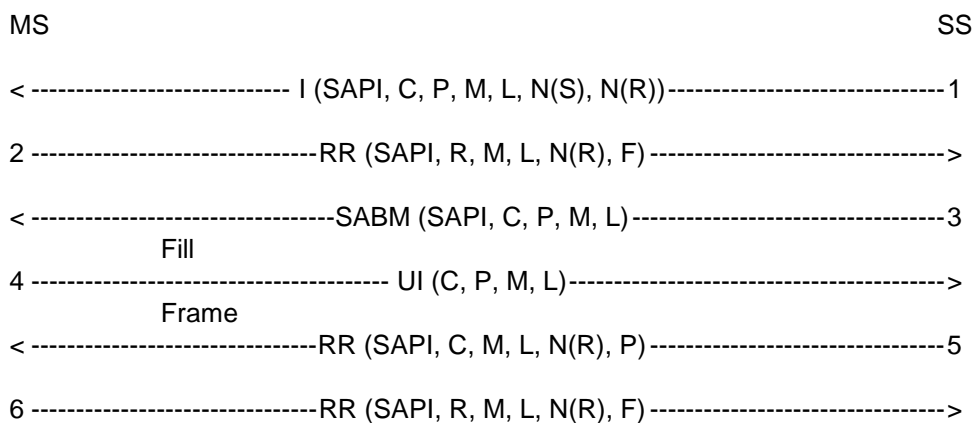 MS SS
< ----------------------------- I (SAPI, C, P, M, L, N(S), N(R))-------------------------------1
2 --------------------------------RR (SAPI, R, M, L, N(R), F) --------------------------------->
< ----------------------------------SABM (SAPI, C, P, M, L) -----------------------------------3
Fill
4 ---------------------------------------- UI (C, P, M, L)------------------------------------------>
Frame
< --------------------------------RR (SAPI, C, M, L, N(R), P) ---------------------------------5
6 --------------------------------RR (SAPI, R, M, L, N(R), F) --------------------------------->